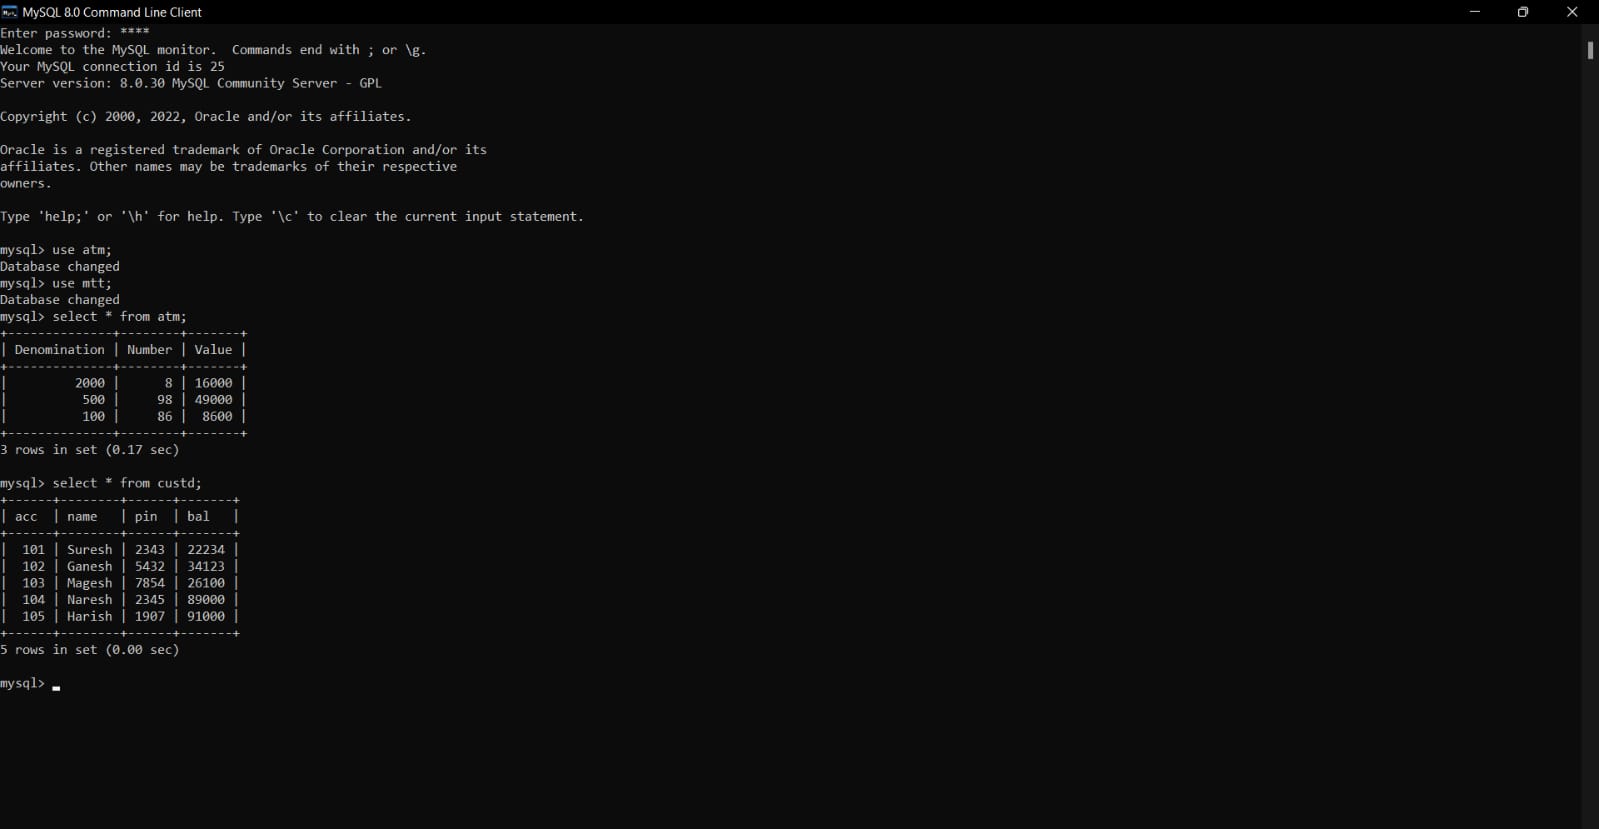 MySQL 8.0 Command Line Client
Enter password: ****
Welcome to the MySQL monitor.  Commands end with ; or \g.
Your MySQL connection id is 25
Server version: 8.0.30 MySQL Community Server - GPL

Copyright (c) 2000, 2022, Oracle and/or its affiliates.

Oracle is a registered trademark of Oracle Corporation and/or its
affiliates. Other names may be trademarks of their respective
owners.

Type 'help;' or '\h' for help. Type '\c' to clear the current input statement.

mysql> use atm;
Database changed
mysql> use mtt;
Database changed
mysql> select * from atm;
+--------------+--------+-------+
| Denomination | Number | Value |
+--------------+--------+-------+
|         2000 |      8 | 16000 |
|          500 |     98 | 49000 |
|          100 |     86 |  8600 |
+--------------+--------+-------+
3 rows in set (0.17 sec)

mysql> select * from custd;
+------+--------+------+-------+
| acc  | name   | pin  | bal   |
+------+--------+------+-------+
|  101 | Suresh | 2343 | 22234 |
|  102 | Ganesh | 5432 | 34123 |
|  103 | Magesh | 7854 | 26100 |
|  104 | Naresh | 2345 | 89000 |
|  105 | Harish | 1907 | 91000 |
+------+--------+------+-------+
5 rows in set (0.00 sec)

mysql>